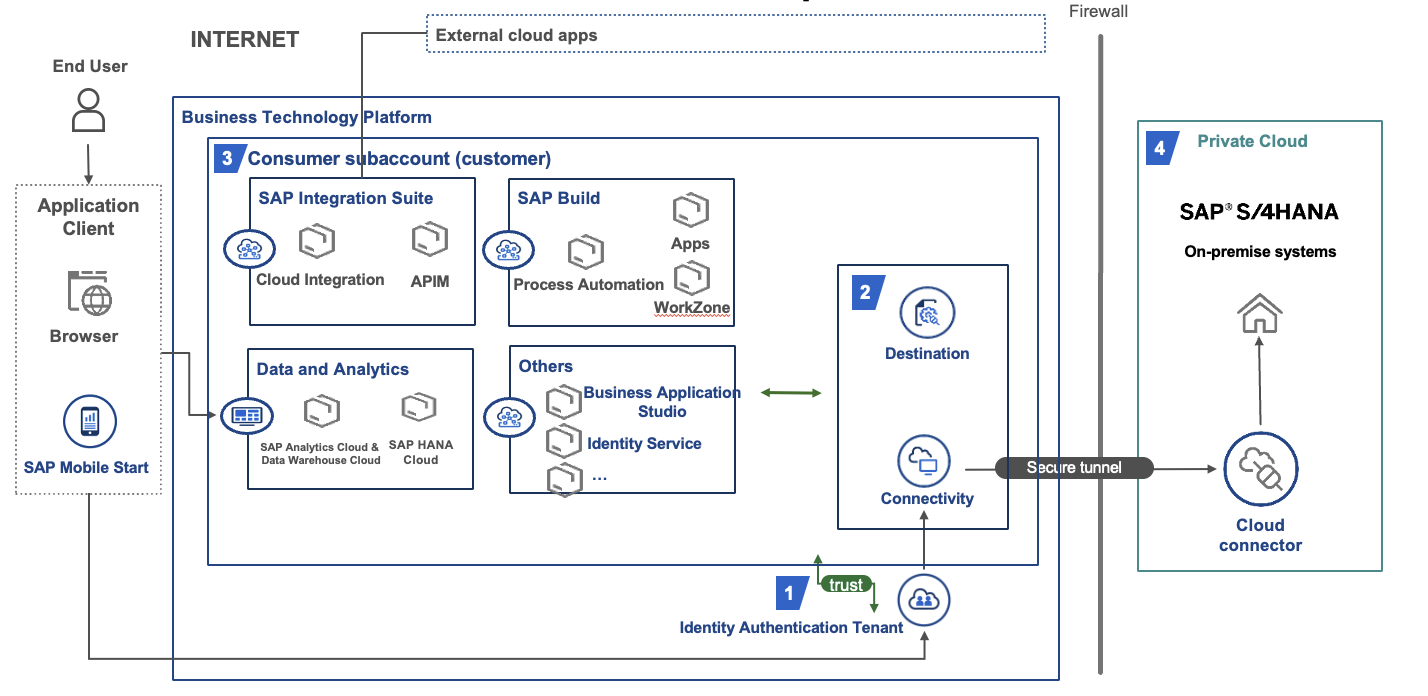 Firewall
INTERNET
External cloud apps
End User
Business Technology Platform
3
Consumer subaccount (customer)
4
Private Cloud
Application
Client
SAP Integration Suite
Cloud Integration
APIM
SAP Build
Process Automation
Apps
WorkZone
SAP® S/4HANA
On-premise systems
2
Destination
Browser
Data and Analytics
SAP Analytics Cloud &
Data Warehouse Cloud
SAP HANA
Cloud
Others
Business Application
Studio
Identity Service
...
SAP Mobile Start
Connectivity
Secure tunnel
Cloud
connector
1
trust
Identity Authentication Tenant